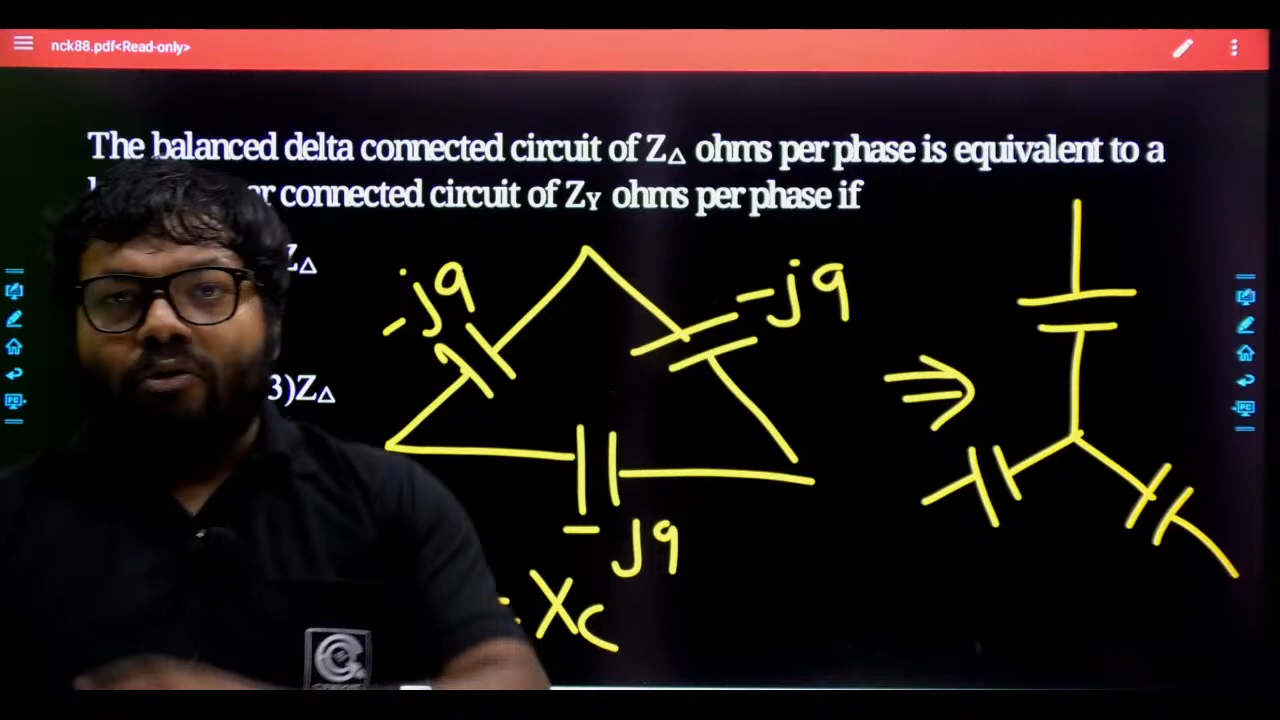 nck88.pdf<Read-only>
The balanced delta connected circuit of Z△ ohms per phase is equivalent to a
connected circuit of ZY ohms per phase if
Z△
3)Z△
-j9
-j9
-j9
Xc